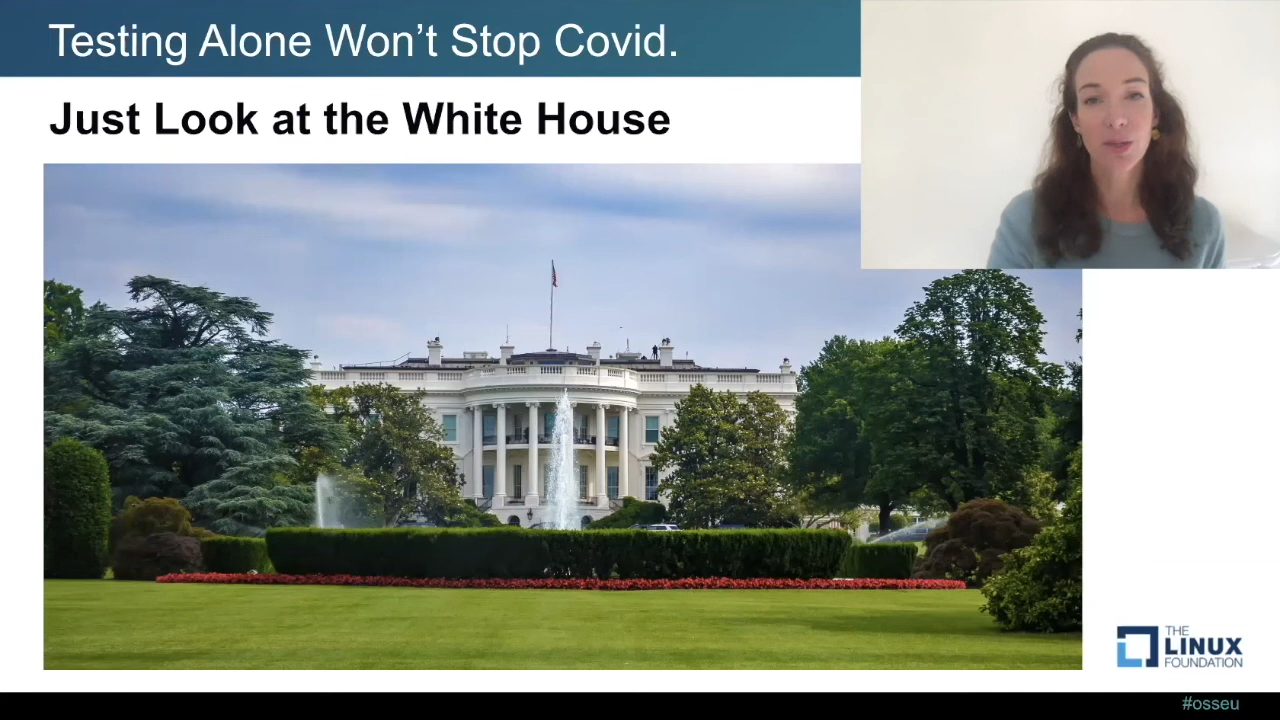 Testing Alone Won't Stop Covid.
Just Look at the White House
THE
LINUX
FOUNDATION
#osseu